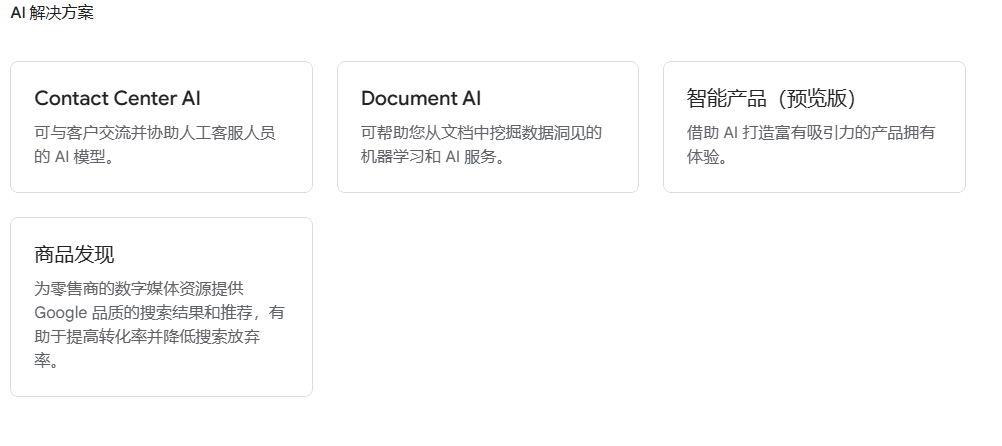 AI 解决方案
Contact Center AI
可与客户交流并协助人工客服人员
的 AI 模型。
Document AI
可帮助您从文档中挖掘数据洞见的
机器学习和 AI 服务。
智能产品（预览版）
借助 AI 打造富有吸引力的产品拥有
体验。
商品发现
为零售商的数字媒体资源提供
Google 品质的搜索结果和推荐，有
助于提高转化率并降低搜索放弃
率。